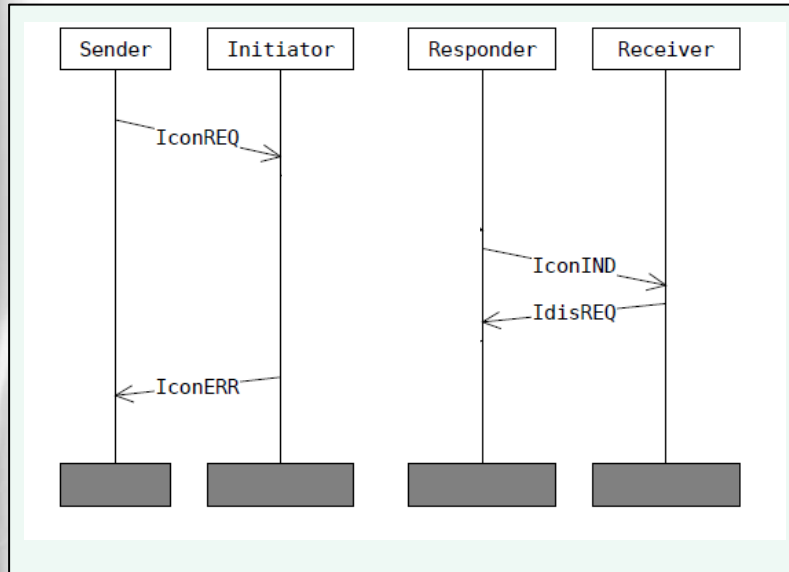 Sender Initiator Responder Receiver
IconREQ
IconIND
IdisREQ
IconERR